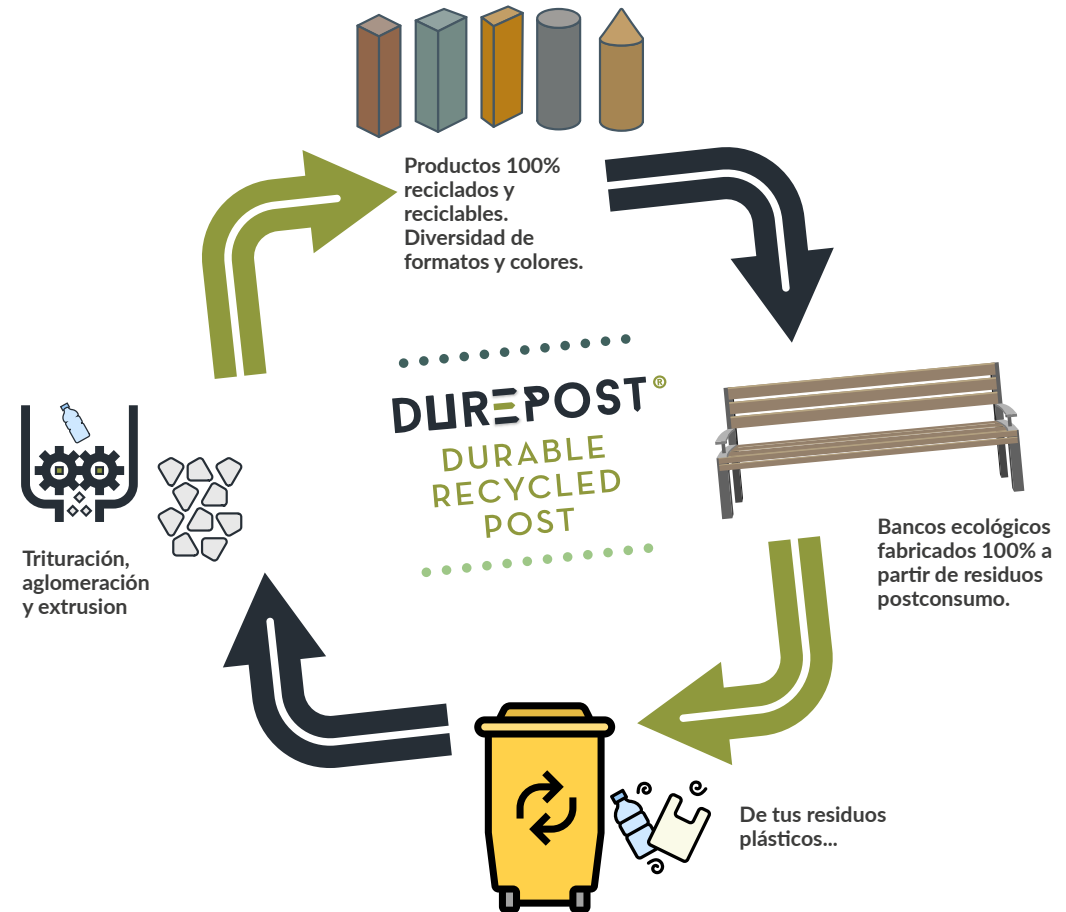 Productos 100%
reciclados y
reciclables.
Diversidad de
formatos y colores.
DUREPOST®
DURABLE
RECYCLED
POST
Trituración,
aglomeración
y extrusion
Bancos ecológicos
fabricados 100% a
partir de residuos
postconsumo.
De tus residuos
plásticos...